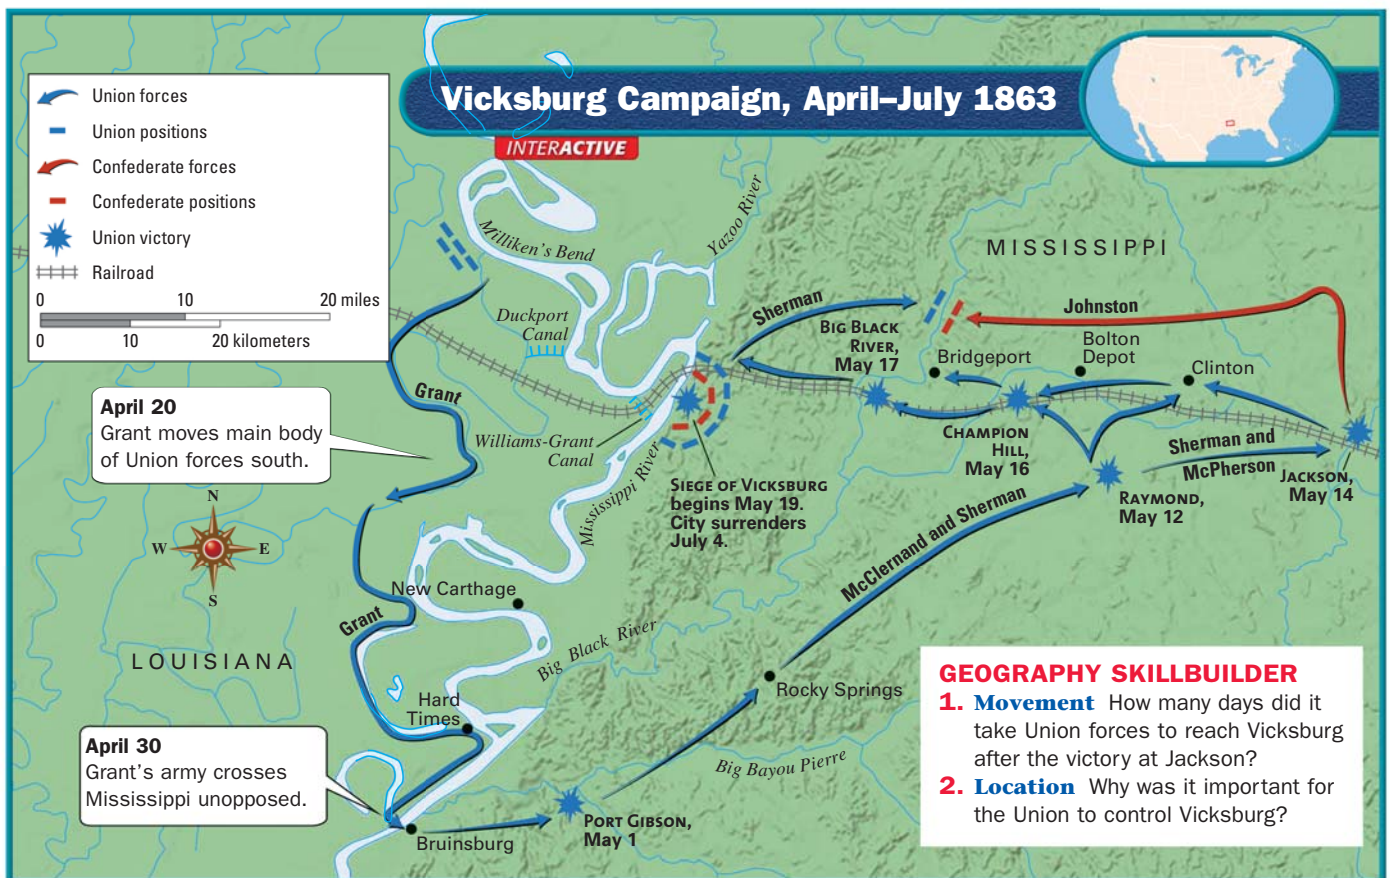 Vicksburg Campaign, April–July 1863
INTERACTIVE
Union forces
Union positions
Confederate forces
Confederate positions
Union victory
Railroad
0 10 20 miles
0 10 20 kilometers
Milliken's Bend
Yazoo River
MISSISSIPPI
Duckport
Canal
Sherman
Johnston
BIG BLACK
RIVER,
May 17
Bridgeport
Bolton
Depot
Clinton
Grant
April 20
Grant moves main body
of Union forces south.
Williams-Grant
Canal
Mississippi River
SIEGE OF VICKSBURG
begins May 19.
City surrenders
July 4.
CHAMPION
HILL,
May 16
Sherman and
McPherson
JACKSON,
May 14
RAYMOND,
May 12
McClernand and Sherman
N
W E
S
New Carthage
Grant
Big Black River
LOUISIANA
Hard
Times
Rocky Springs
April 30
Grant's army crosses
Mississippi unopposed.
Big Bayou Pierre
Bruinsburg
PORT GIBSON,
May 1
GEOGRAPHY SKILLBUILDER
1. Movement How many days did it
take Union forces to reach Vicksburg
after the victory at Jackson?
2. Location Why was it important for
the Union to control Vicksburg?